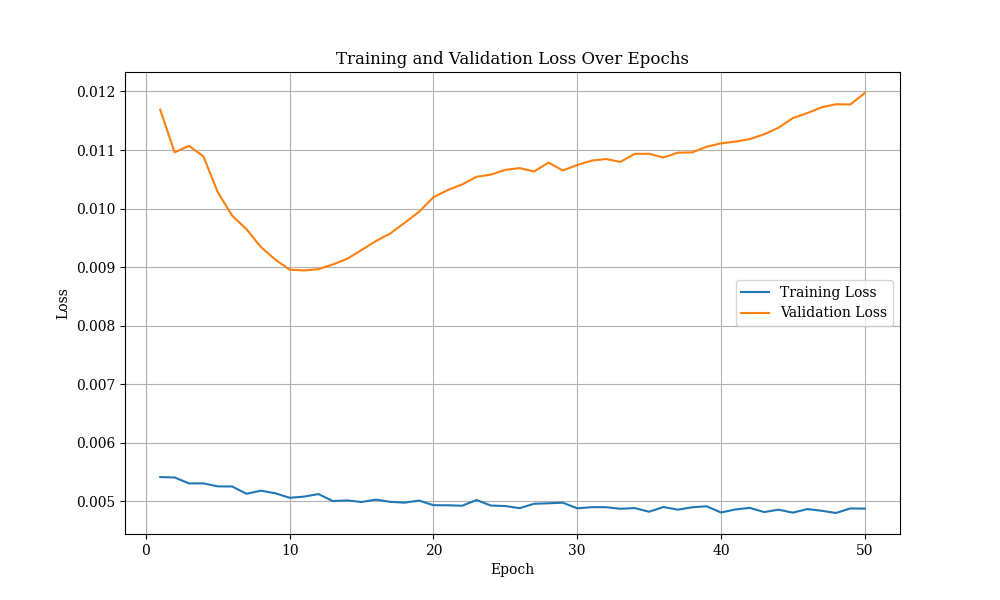 Training and Validation Loss Over Epochs
0.012
0.011
0.010
0.009
0.008
0.007
0.006
0.005
Loss
Training Loss
Validation Loss
0 10 20 30 40 50
Epoch